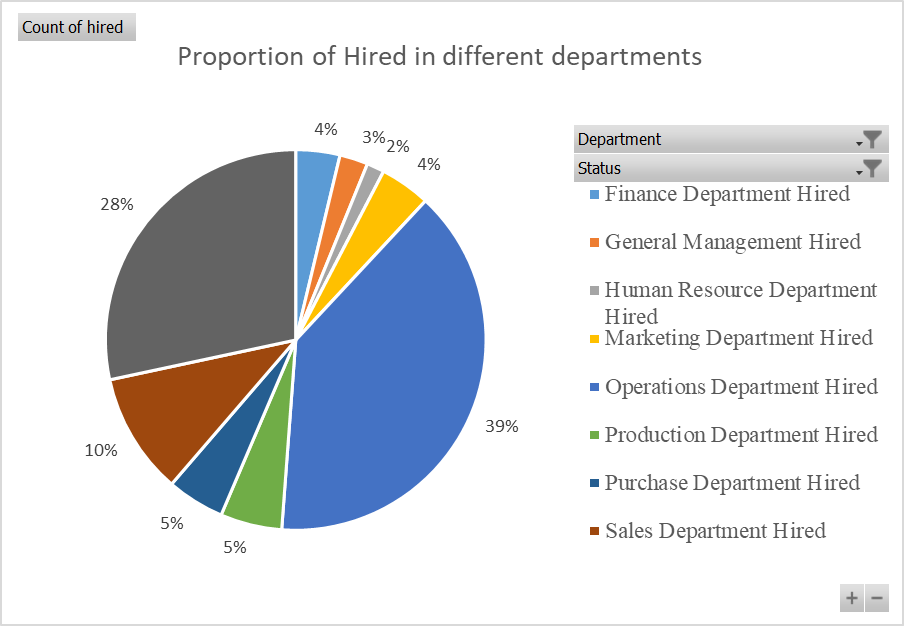 Count of hired
Proportion of Hired in different departments
4%
3%
2%
4%
28%
39%
10%
5%
5%
Department
Status
Finance Department Hired
General Management Hired
Human Resource Department
Hired
Marketing Department Hired
Operations Department Hired
Production Department Hired
Purchase Department Hired
Sales Department Hired
+ −